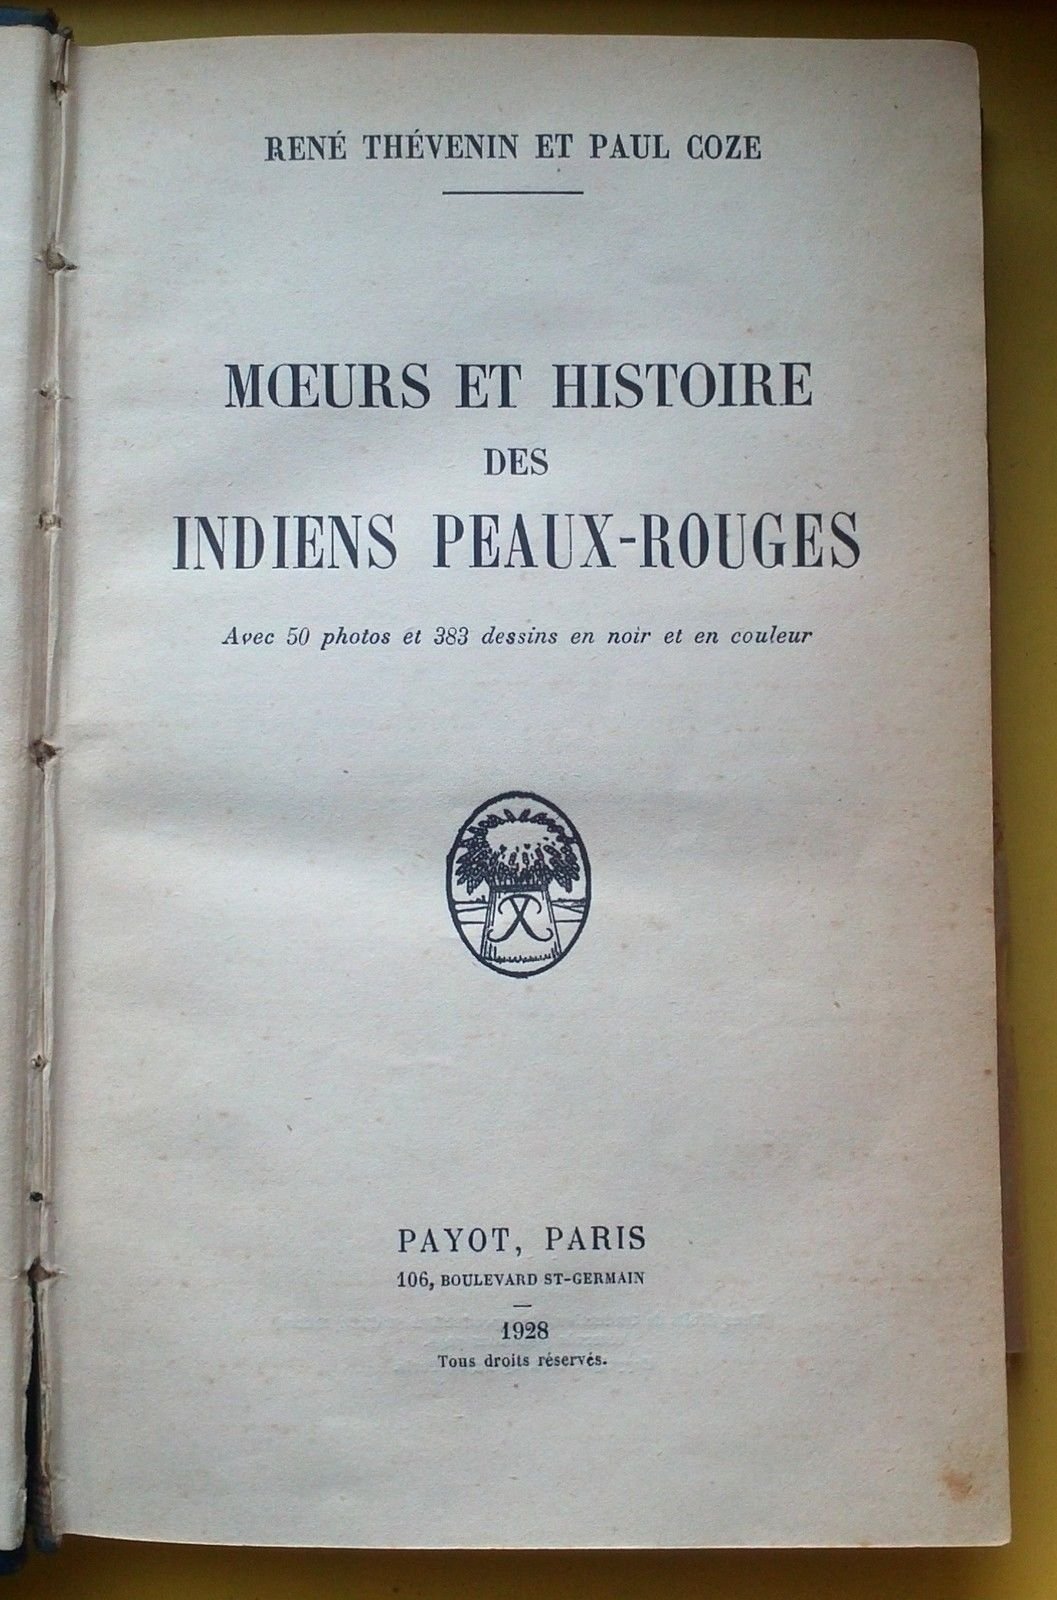 RENÉ THÉVENIN ET PAUL COZE
MŒURS ET HISTOIRE
DES
INDIENS PEAUX-ROUGES
Avec 50 photos et 383 dessins en noir et en couleur
PAYOT, PARIS
106, BOULEVARD ST-GERMAIN
1928
Tous droits réservés.